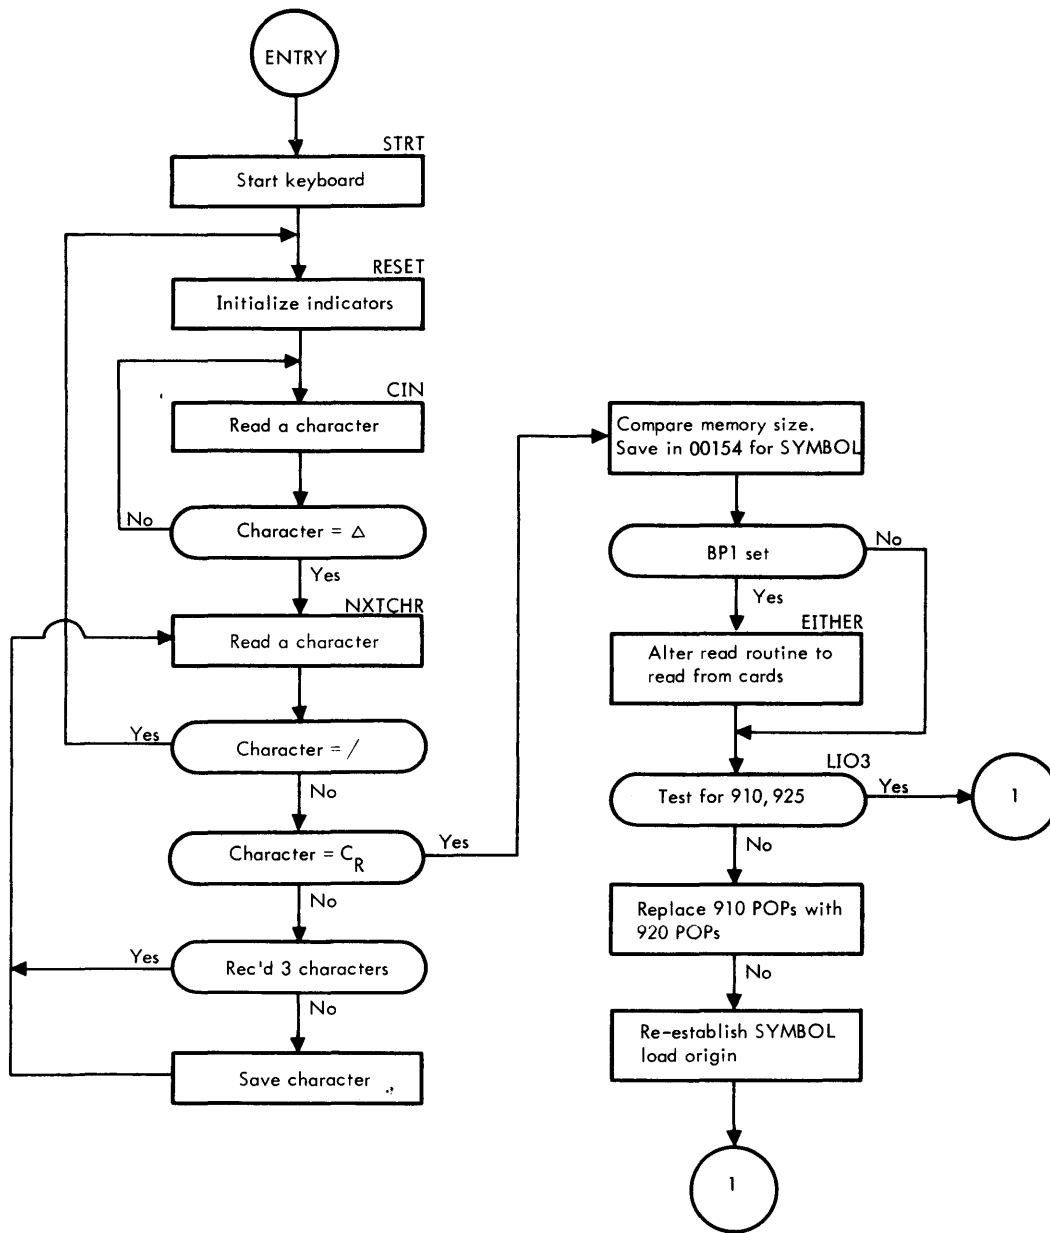 ENTRY
STRT
Start keyboard
RESET
Initialize indicators
CIN
Read a character
No
Character = △
Yes
NXTCHR
Read a character
Yes
Character = /
No
Character = CR
Yes
No
Yes
Rec'd 3 characters
No
Save character
Compare memory size.
Save in 00154 for SYMBOL
BP1 set
No
Yes
EITHER
Alter read routine to
read from cards
LIO3
Test for 910, 925
Yes
1
No
Replace 910 POPs with
920 POPs
No
Re-establish SYMBOL
load origin
1